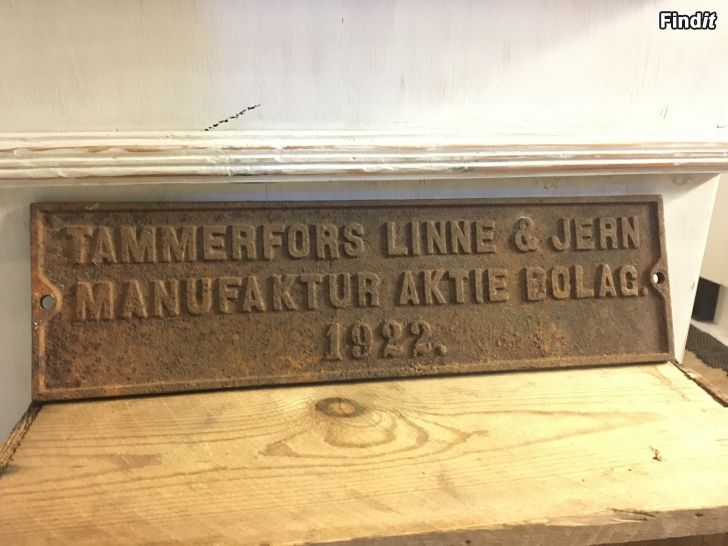 Findit
TAMMERFORS LINNE & JERN
MANUFAKTUR AKTIE BOLAG.
1922.